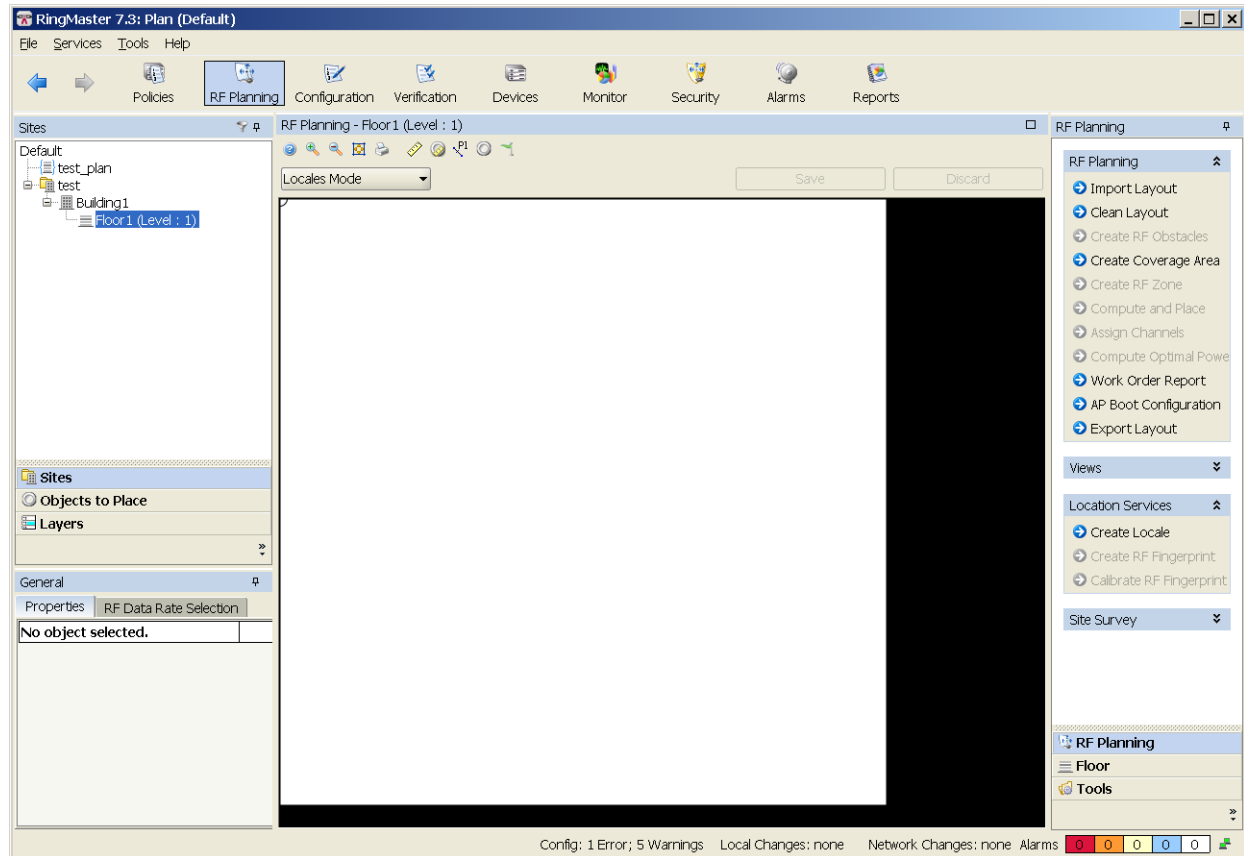 RingMaster 7.3: Plan (Default)
File Services Tools Help
Policies RF Planning Configuration Verification Devices Monitor Security Alarms Reports
Sites
Default
test_plan
test
Building1
Floor1 (Level : 1)
Sites
Objects to Place
Layers
General
Properties RF Data Rate Selection
No object selected.
RF Planning - Floor1 (Level : 1)
P1
Locales Mode Save Discard
RF Planning
RF Planning
Import Layout
Clean Layout
Create RF Obstacles
Create Coverage Area
Create RF Zone
Compute and Place
Assign Channels
Compute Optimal Powe
Work Order Report
AP Boot Configuration
Export Layout
Views
Location Services
Create Locale
Create RF Fingerprint
Calibrate RF Fingerprint
Site Survey
RF Planning
Floor
Tools
Config: 1 Error; 5 Warnings Local Changes: none Network Changes: none Alarms 0 0 0 0 0